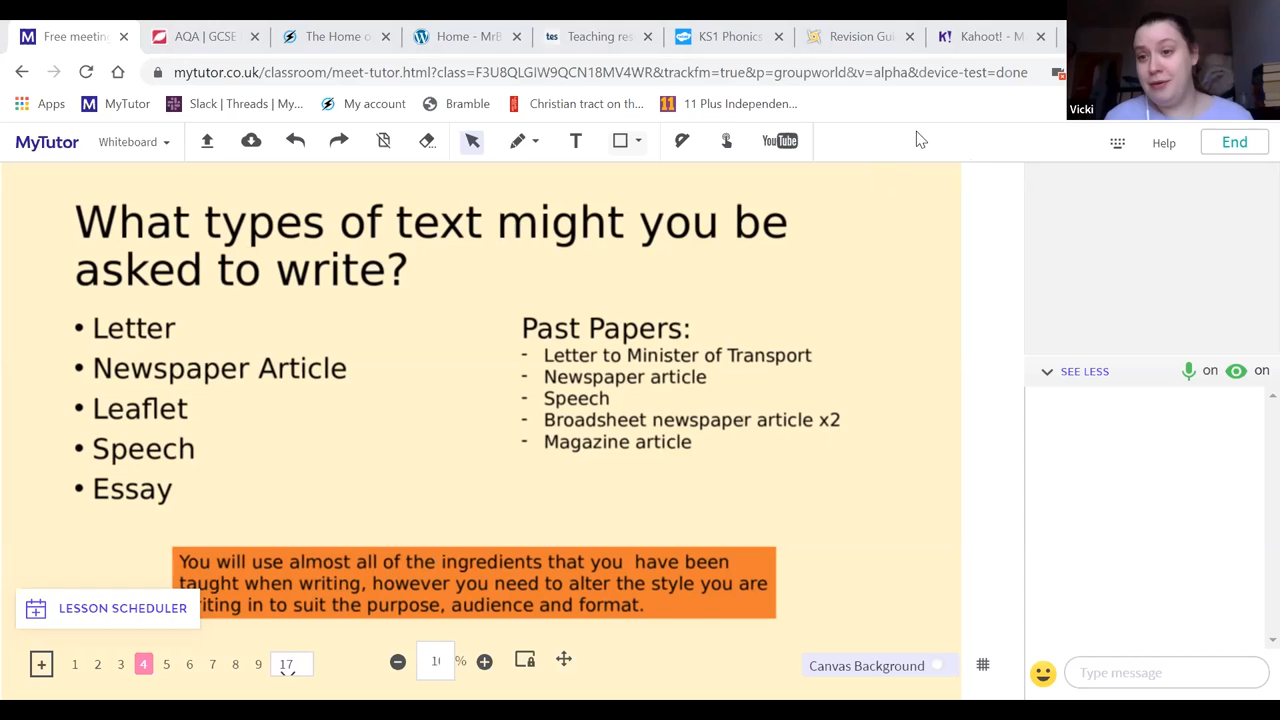 Free meeting
AQA | GCSE
The Home o
Home - MrB
tes Teaching res
KS1 Phonics
Revision Gui
K! Kahoot! - M
mytutor.co.uk/classroom/meet-tutor.html?class=F3U8QLGIW9QCN18MV4WR&trackfm=true&p=groupworld&v=alpha&device-test=done
Vicki
Apps
MyTutor
Slack | Threads | My...
My account
Bramble
Christian tract on th...
11 Plus Independen...
MyTutor
Whiteboard
T
YouTube
Help
End
What types of text might you be
asked to write?
• Letter
• Newspaper Article
• Leaflet
• Speech
• Essay
Past Papers:
- Letter to Minister of Transport
- Newspaper article
- Speech
- Broadsheet newspaper article x2
- Magazine article
SEE LESS
on
on
You will use almost all of the ingredients that you have been
taught when writing, however you need to alter the style you are
riting in to suit the purpose, audience and format.
LESSON SCHEDULER
1 2 3 4 5 6 7 8 9 17
%
Canvas Background
Type message